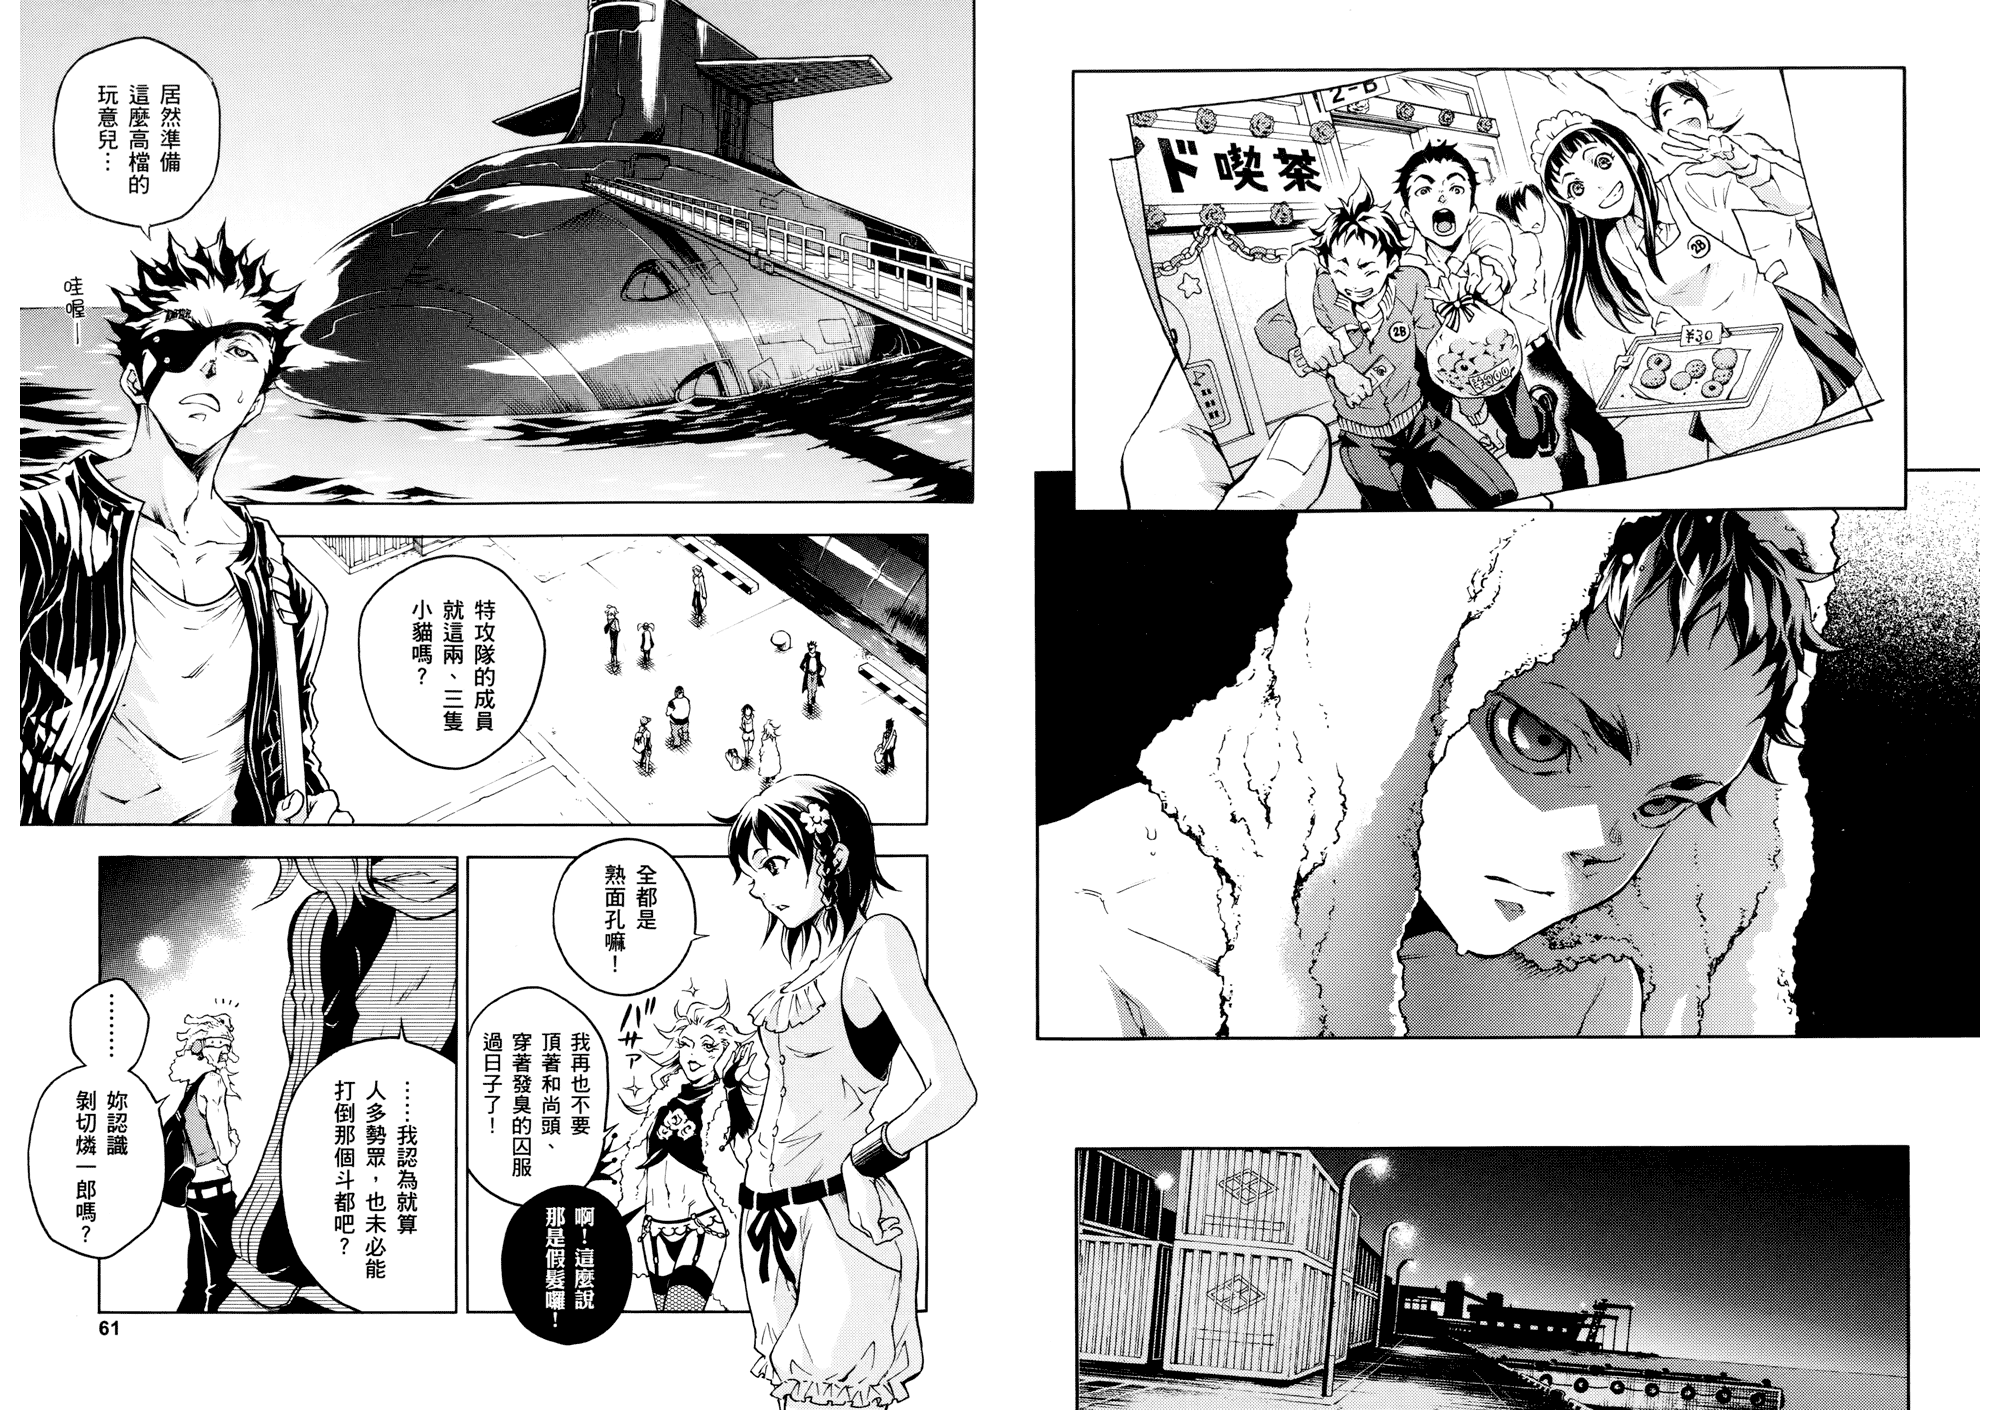 2-B
ド喫茶
2B
2B
¥30
¥300
居然準備
這麼高檔的
玩意兒…
哇喔—
特攻隊的成員
就這兩、三隻
小貓嗎？
全都是
熟面孔嘛！
バサァ
我再也不要
頂著和尚頭、
穿著發臭的囚服
過日子了！
啊！這麼說
那是假髮囉！
……我認為就算
人多勢眾，也未必能
打倒那個斗都吧？
………
妳認識
剝切燐一郎嗎？
61